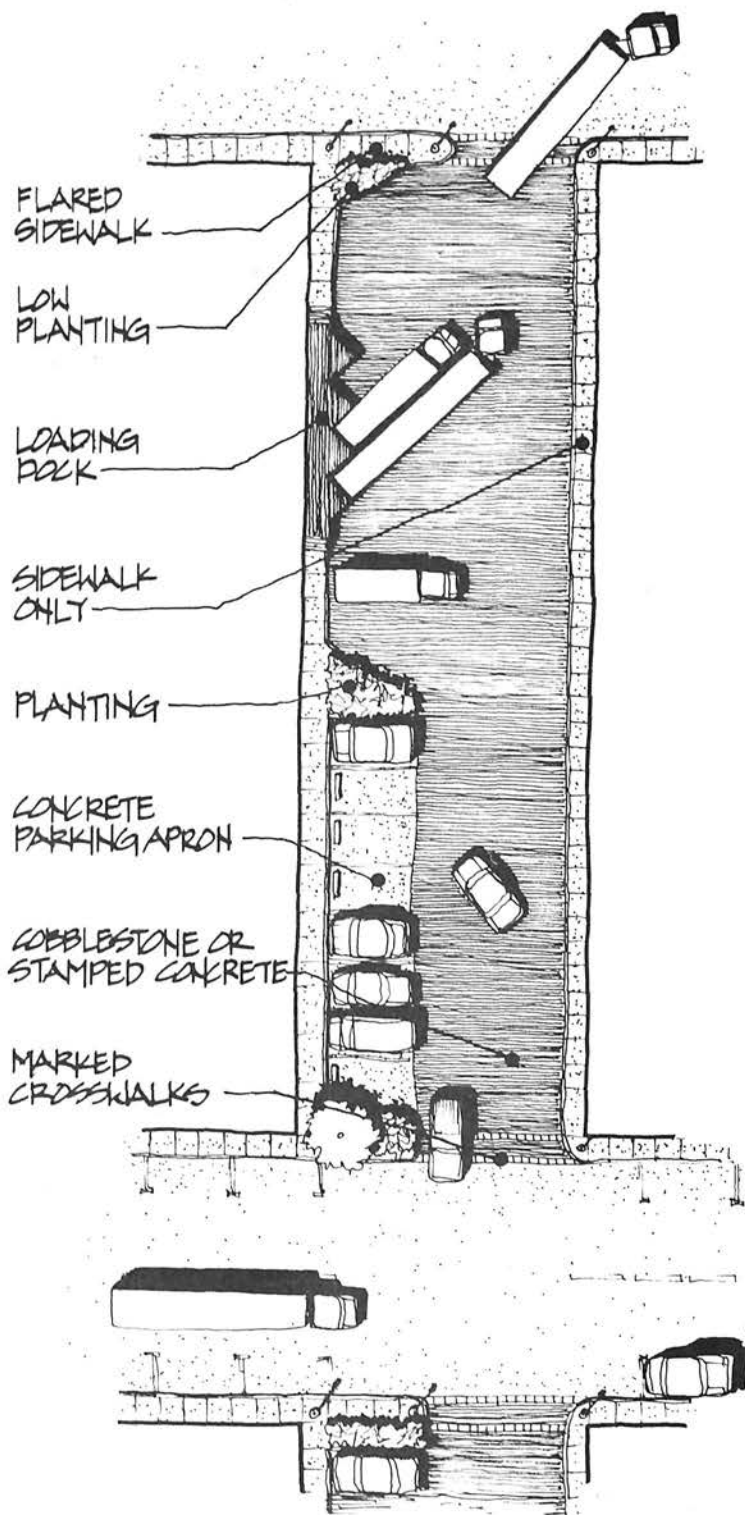 FLARED
SIDEWALK
LOW
PLANTING
LOADING
DOCK
SIDEWALK
ONLY
PLANTING
CONCRETE
PARKING APRON
COBBLESTONE OR
STAMPED CONCRETE
MARKED
CROSSWALKS